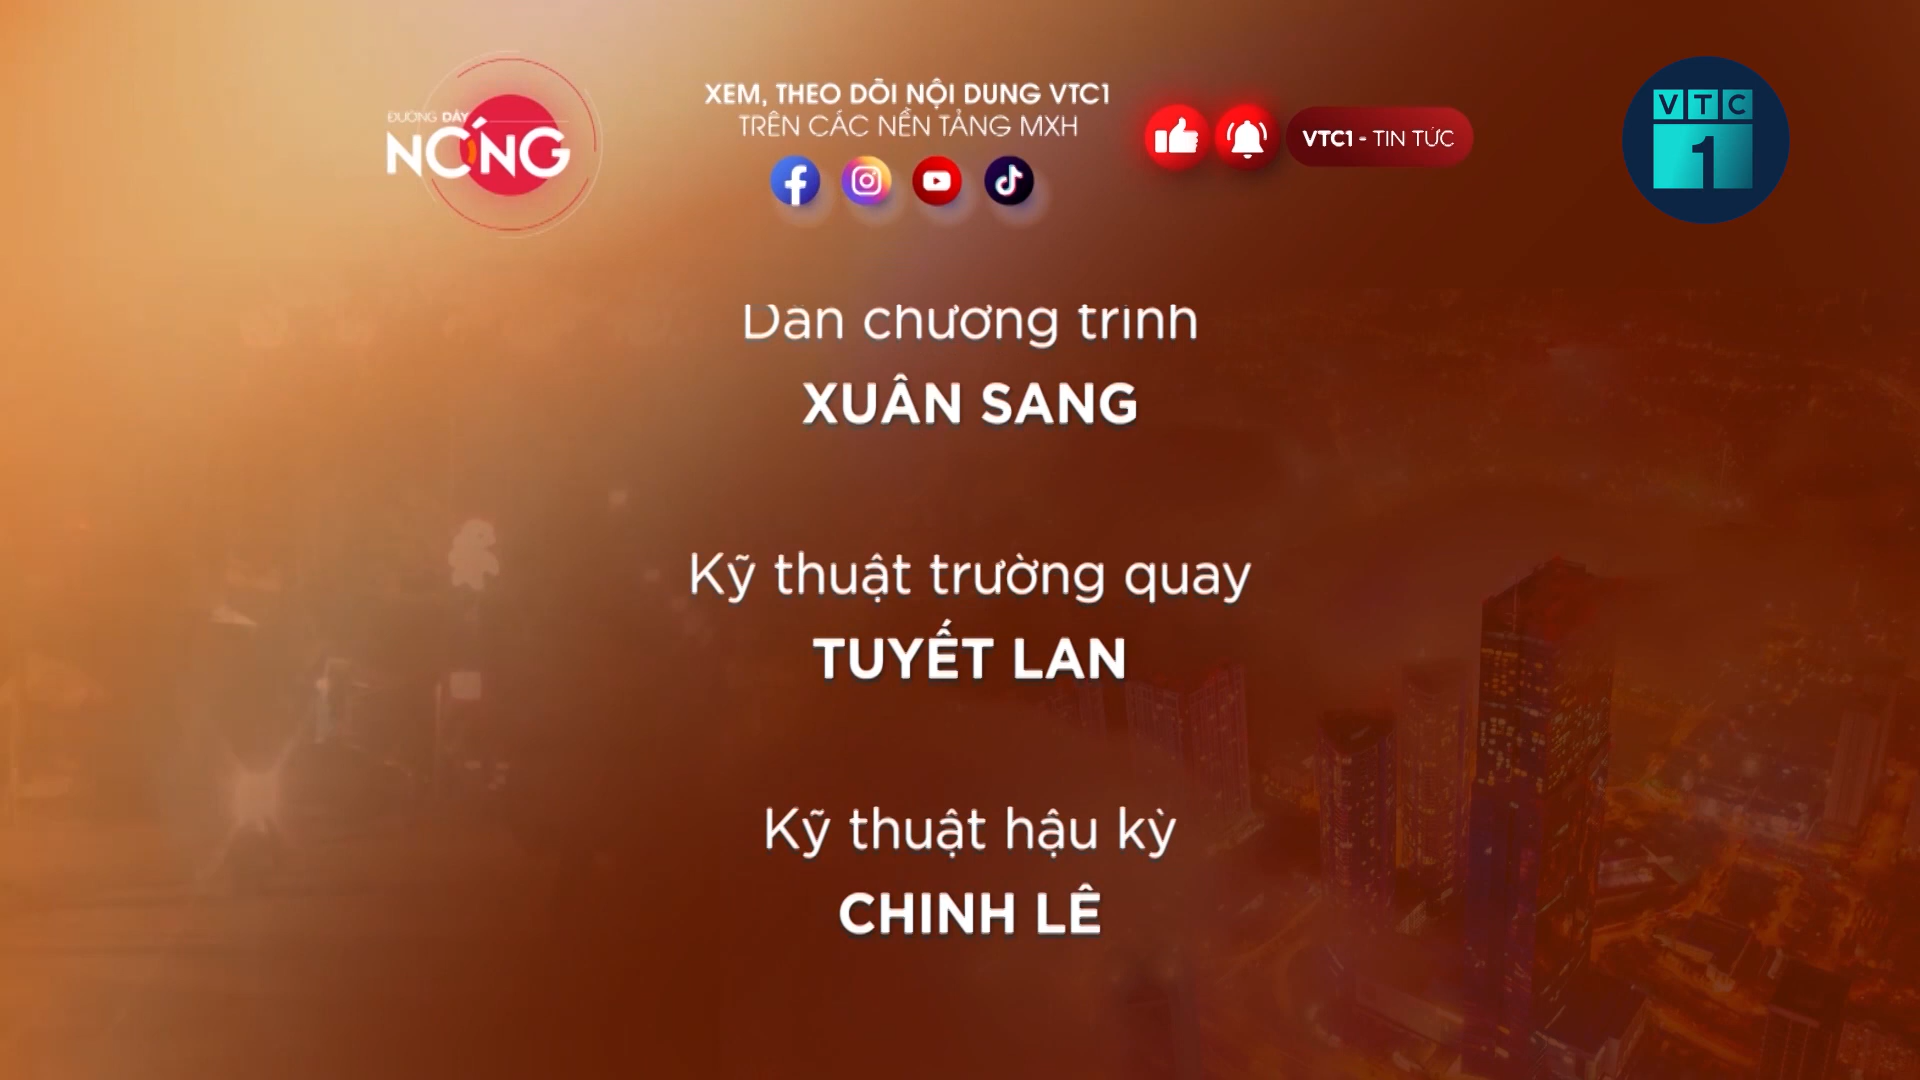 ĐƯỜNG DÂY
NÓNG
XEM, THEO DÕI NỘI DUNG VTC1
TRÊN CÁC NỀN TẢNG MXH
VTC1 - TIN TỨC
VTC
1
Dẫn chương trình
XUÂN SANG
Kỹ thuật trường quay
TUYẾT LAN
Kỹ thuật hậu kỳ
CHINH LÊ